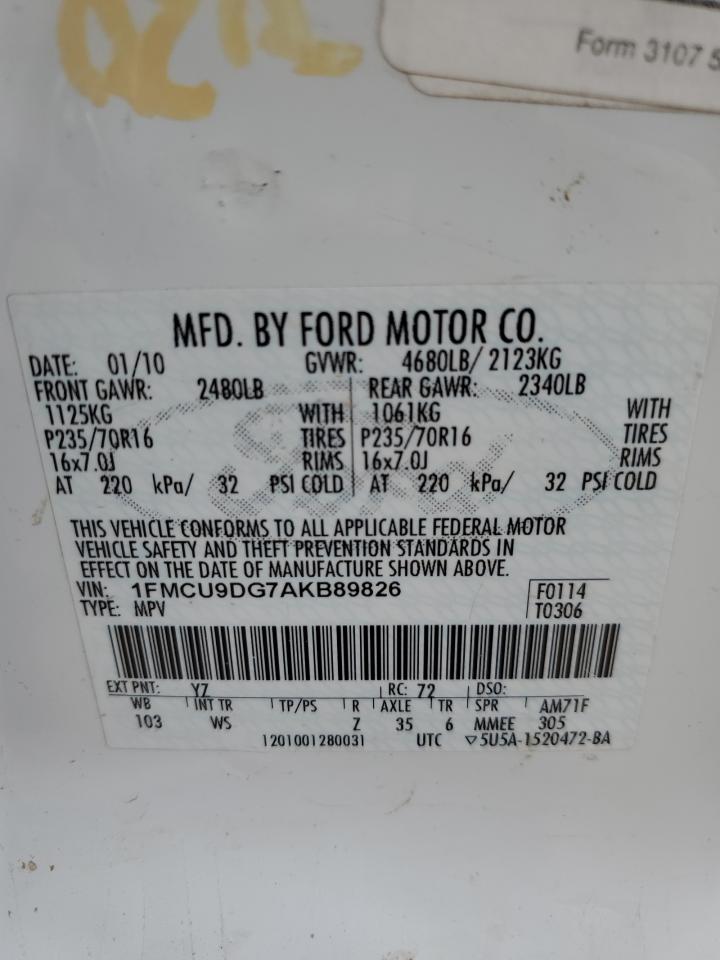 Form 3107 5
MFD. BY FORD MOTOR CO.
DATE: 01/10 GVWR: 4680LB/ 2123KG
FRONT GAWR: 2480LB REAR GAWR: 2340LB
1125KG WITH 1061KG WITH
P235/70R16 TIRES P235/70R16 TIRES
16x7.0J RIMS 16x7.0J RIMS
AT 220 kPa/ 32 PSI COLD AT 220 kPa/ 32 PSI COLD
THIS VEHICLE CONFORMS TO ALL APPLICABLE FEDERAL MOTOR
VEHICLE SAFETY AND THEFT PREVENTION STANDARDS IN
EFFECT ON THE DATE OF MANUFACTURE SHOWN ABOVE.
VIN: 1FMCU9DG7AKB89826 F0114
TYPE: MPV T0306
EXT PNT: YZ RC: 72 DSO:
WB INT TR TP/PS R AXLE TR SPR AM71F
103 WS Z 35 6 MMEE 305
1201001280031 UTC ▽5U5A-1520472-BA